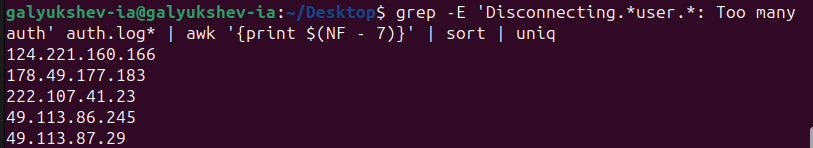 galyukshev-ia@galyukshev-ia:~/Desktop$ grep -E 'Disconnecting.*user.*: Too many
auth' auth.log* | awk '{print $(NF - 7)}' | sort | uniq
124.221.160.166
178.49.177.183
222.107.41.23
49.113.86.245
49.113.87.29